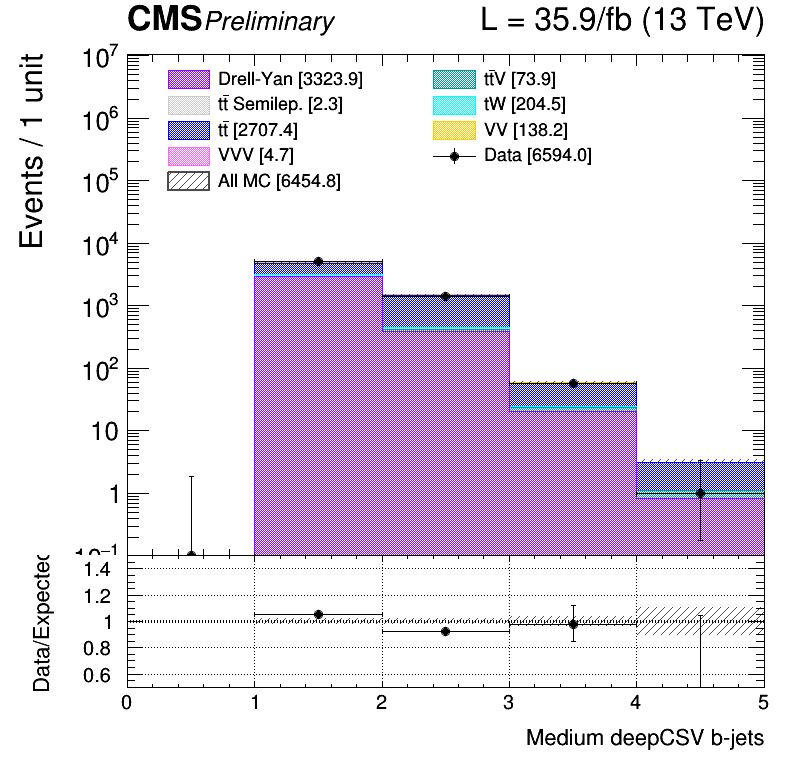 CMS Preliminary L = 35.9/fb (13 TeV)
Events / 1 unit
10⁷
10⁶
10⁵
10⁴
10³
10²
10
1
10⁻¹
Drell-Yan [3323.9]
tt̄ Semilep. [2.3]
tt̄ [2707.4]
VVV [4.7]
All MC [6454.8]
tt̄V [73.9]
tW [204.5]
VV [138.2]
Data [6594.0]
Data/Expected
1.4
1.2
1
0.8
0.6
0 1 2 3 4 5
Medium deepCSV b-jets